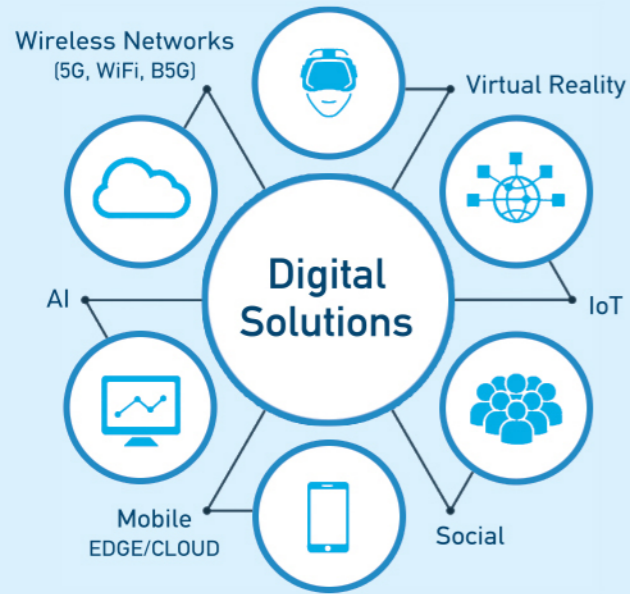 Wireless Networks
(5G, WiFi, B5G)
Virtual Reality
Digital
Solutions
AI
IoT
Mobile
EDGE/CLOUD
Social